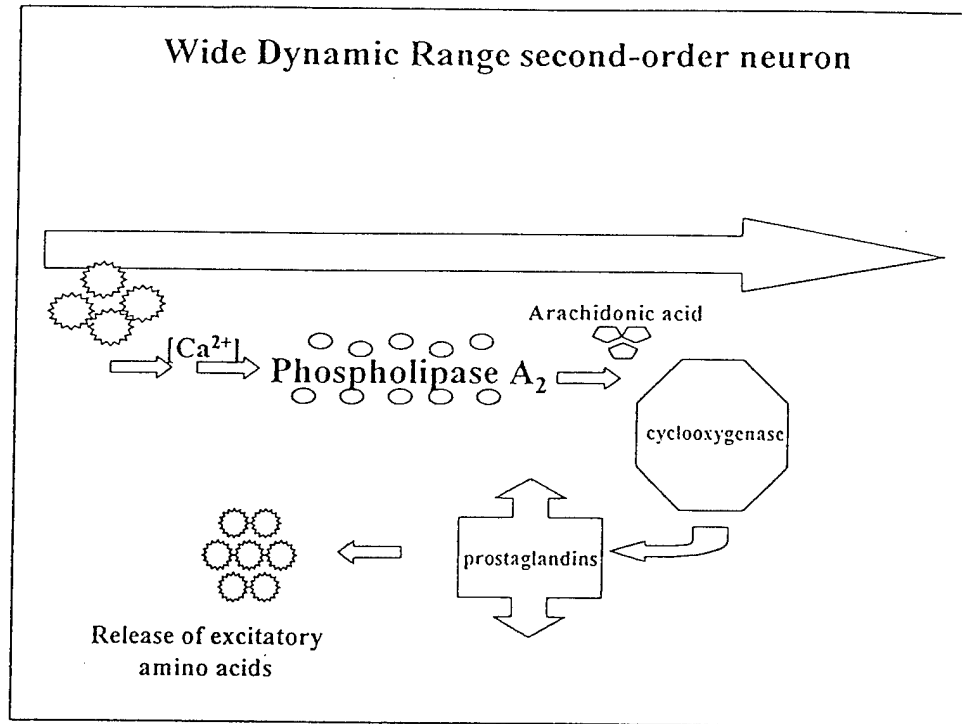 Wide Dynamic Range second-order neuron
Arachidonic acid
[Ca²⁺]
Phospholipase A₂
cyclooxygenase
prostaglandins
Release of excitatory
amino acids